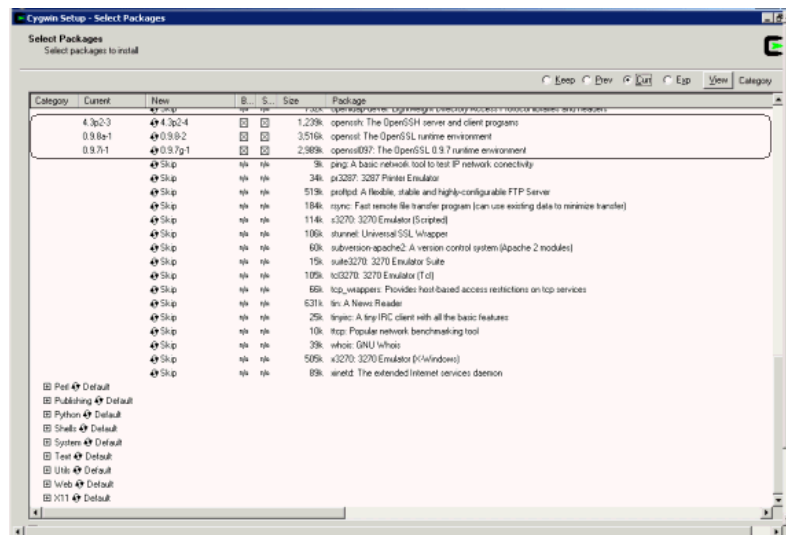 Cygwin Setup - Select Packages
Select Packages
Select packages to install
Keep Prev Curr Exp View Category
Category Current New B... S... Size Package
Skip n/a n/a 732k openldap-devel: Lightweight Directory Access Protocol libraries and headers
4.3p2-3 4.3p2-4 1,239k openssh: The OpenSSH server and client programs
0.9.8a-1 0.9.8-2 3,516k openssl: The OpenSSL runtime environment
0.9.7i-1 0.9.7g-1 2,989k openssl097: The OpenSSL 0.9.7 runtime environment
Skip n/a n/a 9k ping: A basic network tool to test IP network conectivity
Skip n/a n/a 34k pr3287: 3287 Printer Emulator
Skip n/a n/a 519k proftpd: A flexible, stable and highly-configurable FTP Server
Skip n/a n/a 184k rsync: Fast remote file transfer program (can use existing data to minimize transfer)
Skip n/a n/a 114k s3270: 3270 Emulator (Scripted)
Skip n/a n/a 106k stunnel: Universal SSL Wrapper
Skip n/a n/a 60k subversion-apache2: A version control system (Apache 2 modules)
Skip n/a n/a 15k suite3270: 3270 Emulator Suite
Skip n/a n/a 105k tcl3270: 3270 Emulator (Tcl)
Skip n/a n/a 66k tcp_wrappers: Provides host-based access restrictions on tcp services
Skip n/a n/a 631k tin: A News Reader
Skip n/a n/a 25k tinyirc: A tiny IRC client with all the basic features
Skip n/a n/a 10k ttcp: Popular network benchmarking tool
Skip n/a n/a 39k whois: GNU Whois
Skip n/a n/a 505k x3270: 3270 Emulator (X-Windows)
Skip n/a n/a 89k xinetd: The extended Internet services daemon
Perl Default
Publishing Default
Python Default
Shells Default
System Default
Text Default
Utils Default
Web Default
X11 Default